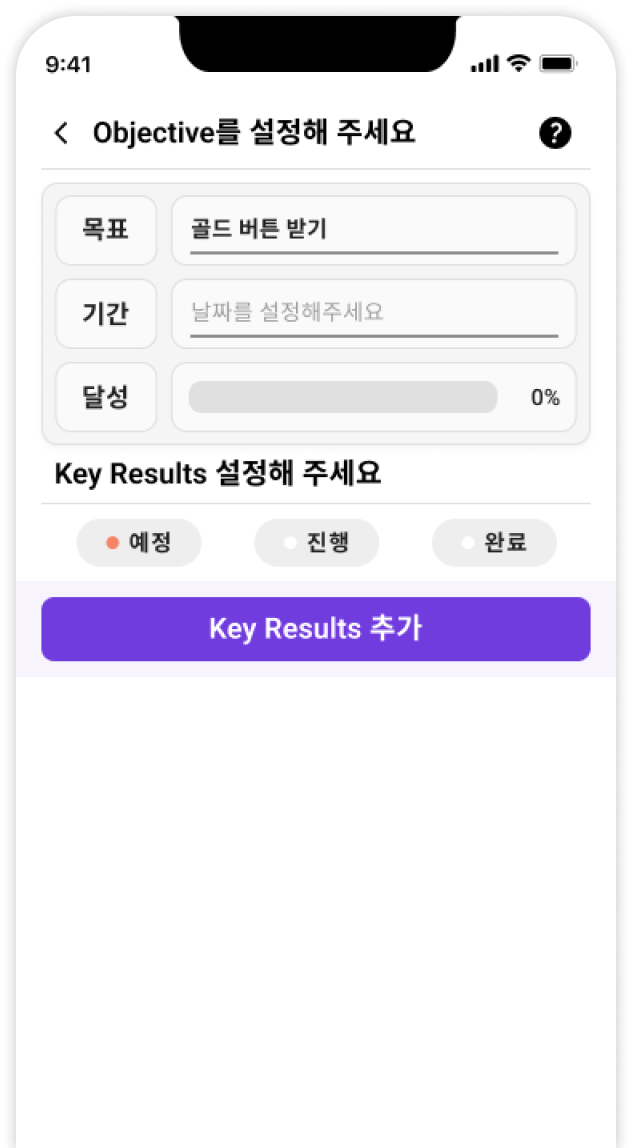 9:41
Objective를 설정해 주세요 ?
목표 골드 버튼 받기
기간 날짜를 설정해주세요
달성 0%
Key Results 설정해 주세요
예정 진행 완료
Key Results 추가